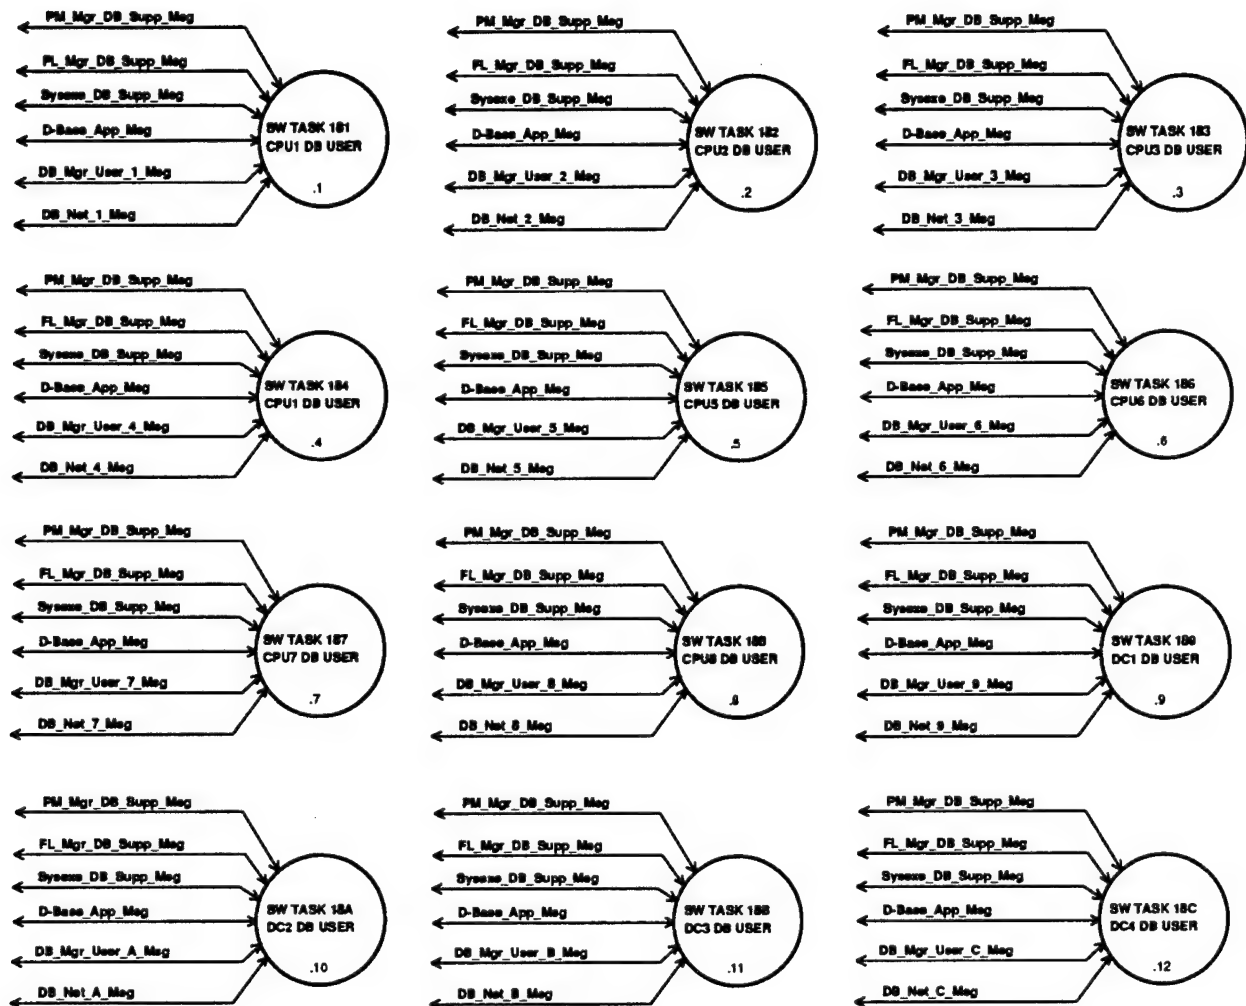 PM_Mgr_DB_Supp_Msg
FL_Mgr_DB_Supp_Msg
Sysexe_DB_Supp_Msg
D-Base_App_Msg
DB_Mgr_User_1_Msg
DB_Net_1_Msg
SW TASK 181
CPU1 DB USER
.1
PM_Mgr_DB_Supp_Msg
FL_Mgr_DB_Supp_Msg
Sysexe_DB_Supp_Msg
D-Base_App_Msg
DB_Mgr_User_2_Msg
DB_Net_2_Msg
SW TASK 182
CPU2 DB USER
.2
PM_Mgr_DB_Supp_Msg
FL_Mgr_DB_Supp_Msg
Sysexe_DB_Supp_Msg
D-Base_App_Msg
DB_Mgr_User_3_Msg
DB_Net_3_Msg
SW TASK 183
CPU3 DB USER
.3
PM_Mgr_DB_Supp_Msg
FL_Mgr_DB_Supp_Msg
Sysexe_DB_Supp_Msg
D-Base_App_Msg
DB_Mgr_User_4_Msg
DB_Net_4_Msg
SW TASK 184
CPU1 DB USER
.4
PM_Mgr_DB_Supp_Msg
FL_Mgr_DB_Supp_Msg
Sysexe_DB_Supp_Msg
D-Base_App_Msg
DB_Mgr_User_5_Msg
DB_Net_5_Msg
SW TASK 185
CPU5 DB USER
.5
PM_Mgr_DB_Supp_Msg
FL_Mgr_DB_Supp_Msg
Sysexe_DB_Supp_Msg
D-Base_App_Msg
DB_Mgr_User_6_Msg
DB_Net_6_Msg
SW TASK 186
CPU6 DB USER
.6
PM_Mgr_DB_Supp_Msg
FL_Mgr_DB_Supp_Msg
Sysexe_DB_Supp_Msg
D-Base_App_Msg
DB_Mgr_User_7_Msg
DB_Net_7_Msg
SW TASK 187
CPU7 DB USER
.7
PM_Mgr_DB_Supp_Msg
FL_Mgr_DB_Supp_Msg
Sysexe_DB_Supp_Msg
D-Base_App_Msg
DB_Mgr_User_8_Msg
DB_Net_8_Msg
SW TASK 188
CPU8 DB USER
.8
PM_Mgr_DB_Supp_Msg
FL_Mgr_DB_Supp_Msg
Sysexe_DB_Supp_Msg
D-Base_App_Msg
DB_Mgr_User_9_Msg
DB_Net_9_Msg
SW TASK 189
DC1 DB USER
.9
PM_Mgr_DB_Supp_Msg
FL_Mgr_DB_Supp_Msg
Sysexe_DB_Supp_Msg
D-Base_App_Msg
DB_Mgr_User_A_Msg
DB_Net_A_Msg
SW TASK 18A
DC2 DB USER
.10
PM_Mgr_DB_Supp_Msg
FL_Mgr_DB_Supp_Msg
Sysexe_DB_Supp_Msg
D-Base_App_Msg
DB_Mgr_User_B_Msg
DB_Net_B_Msg
SW TASK 18B
DC3 DB USER
.11
PM_Mgr_DB_Supp_Msg
FL_Mgr_DB_Supp_Msg
Sysexe_DB_Supp_Msg
D-Base_App_Msg
DB_Mgr_User_C_Msg
DB_Net_C_Msg
SW TASK 18C
DC4 DB USER
.12